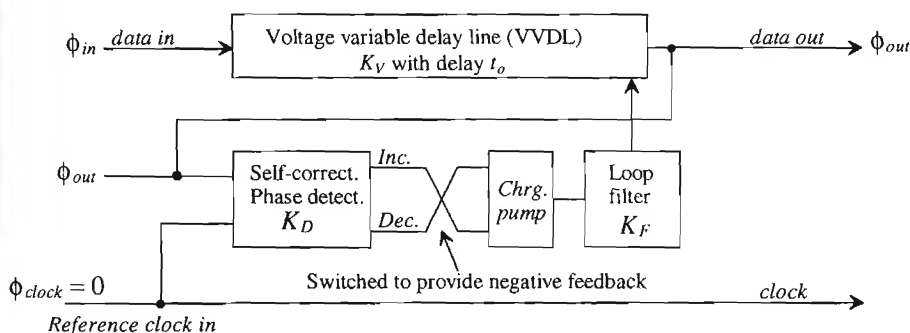 ϕin data in
Voltage variable delay line (VVDL)
KV with delay to
data out ϕout
ϕout
Self-correct.
Phase detect.
KD
Inc.
Dec.
Chrg.
pump
Loop
filter
KF
Switched to provide negative feedback
ϕclock = 0
clock
Reference clock in